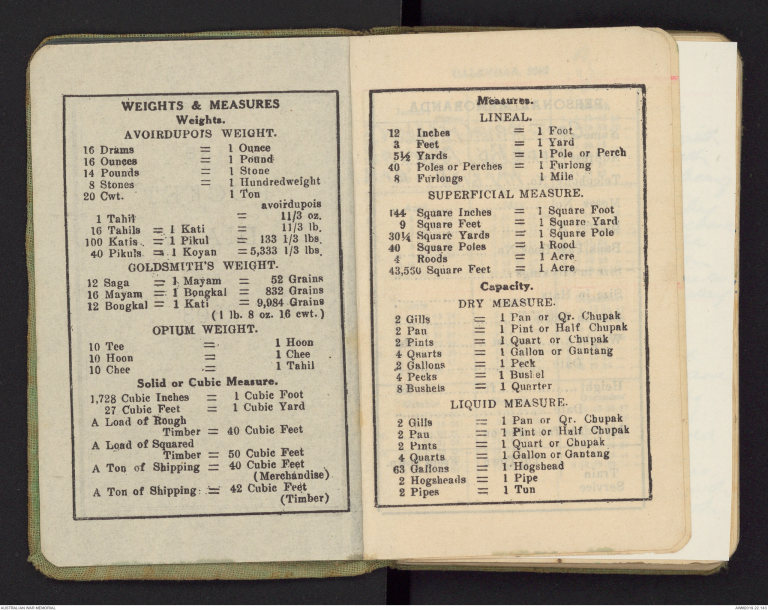 WEIGHTS & MEASURES
Weights.
AVOIRDUPOIS WEIGHT.
16 Drams = 1 Ounce
16 Ounces = 1 Pound
14 Pounds = 1 Stone
8 Stones = 1 Hundredweight
20 Cwt. 1 Ton
avoirdupois
1 Tahil = 11/3 oz.
16 Tahils = 1 Kati = 11/3 lb.
100 Katis = 1 Pikul = 133 1/3 lbs.
40 Pikuls = 1 Koyan = 5,333 1/3 lbs.
GOLDSMITH'S WEIGHT.
12 Saga = 1 Mayam = 52 Grains
16 Mayam = 1 Bongkal = 832 Grains
12 Bongkal = 1 Kati = 9,984 Grains
(1 lb. 8 oz. 16 cwt.)
OPIUM WEIGHT.
10 Tee = 1 Hoon
10 Hoon = 1 Chee
10 Chee = 1 Tahil
Solid or Cubic Measure.
1,728 Cubic Inches = 1 Cubic Foot
27 Cubic Feet = 1 Cubic Yard
A Load of Rough
Timber = 40 Cubic Feet
A Load of Squared
Timber = 50 Cubic Feet
A Ton of Shipping = 40 Cubic Feet
(Merchandise)
A Ton of Shipping = 42 Cubic Feet
(Timber)
Measures.
LINEAL.
12 Inches = 1 Foot
3 Feet = 1 Yard
5½ Yards = 1 Pole or Perch
40 Poles or Perches = 1 Furlong
8 Furlongs 1 Mile
SUPERFICIAL MEASURE.
144 Square Inches = 1 Square Foot
9 Square Feet = 1 Square Yard
30¼ Square Yards = 1 Square Pole
40 Square Poles = 1 Rood
4 Roods = 1 Acre
43,560 Square Feet = 1 Acre
Capacity.
DRY MEASURE.
2 Gills = 1 Pan or Qr. Chupak
2 Pau = 1 Pint or Half Chupak
2 Pints = 1 Quart or Chupak
4 Quarts = 1 Gallon or Gantang
2 Gallons = 1 Peck
4 Pecks = 1 Bushel
8 Bushels = 1 Quarter
LIQUID MEASURE.
2 Gills = 1 Pan or Qr. Chupak
2 Pau = 1 Pint or Half Chupak
2 Pints = 1 Quart or Chupak
4 Quarts = 1 Gallon or Gantang
63 Gallons = 1 Hogshead
2 Hogsheads = 1 Pipe
2 Pipes = 1 Tun
AUSTRALIAN WAR MEMORIAL